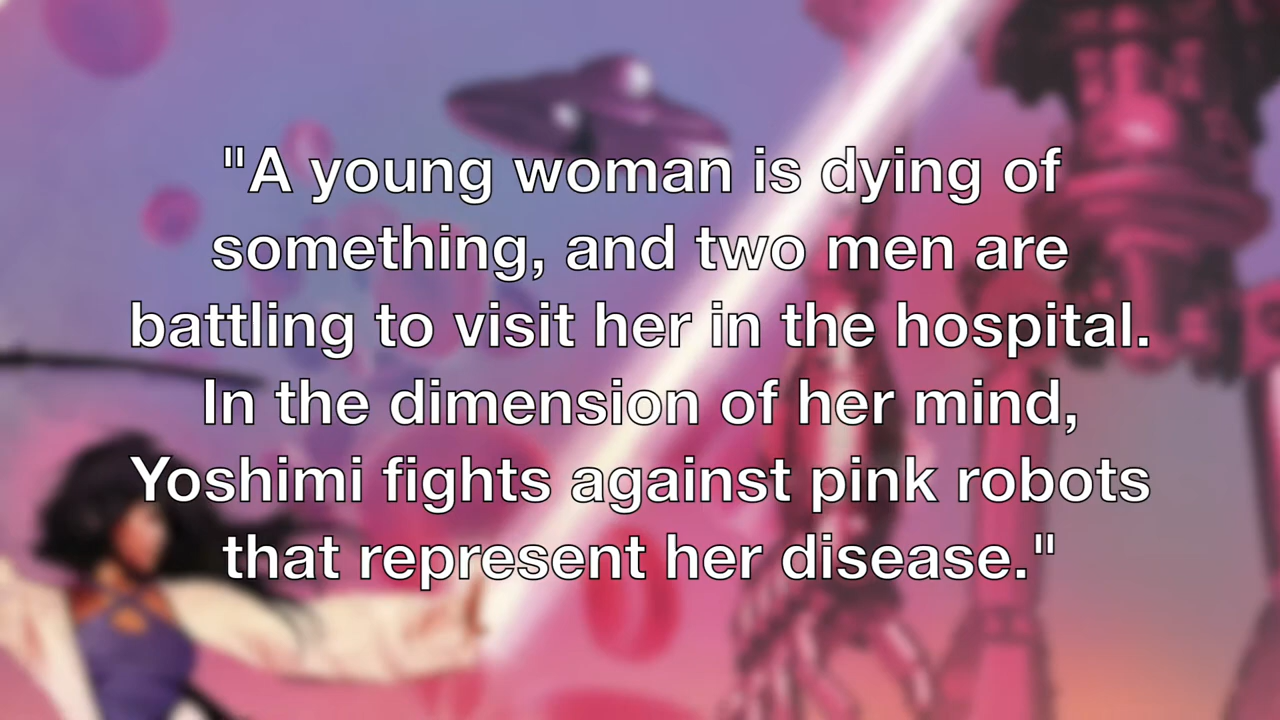 "A young woman is dying of
something, and two men are
battling to visit her in the hospital.
In the dimension of her mind,
Yoshimi fights against pink robots
that represent her disease."